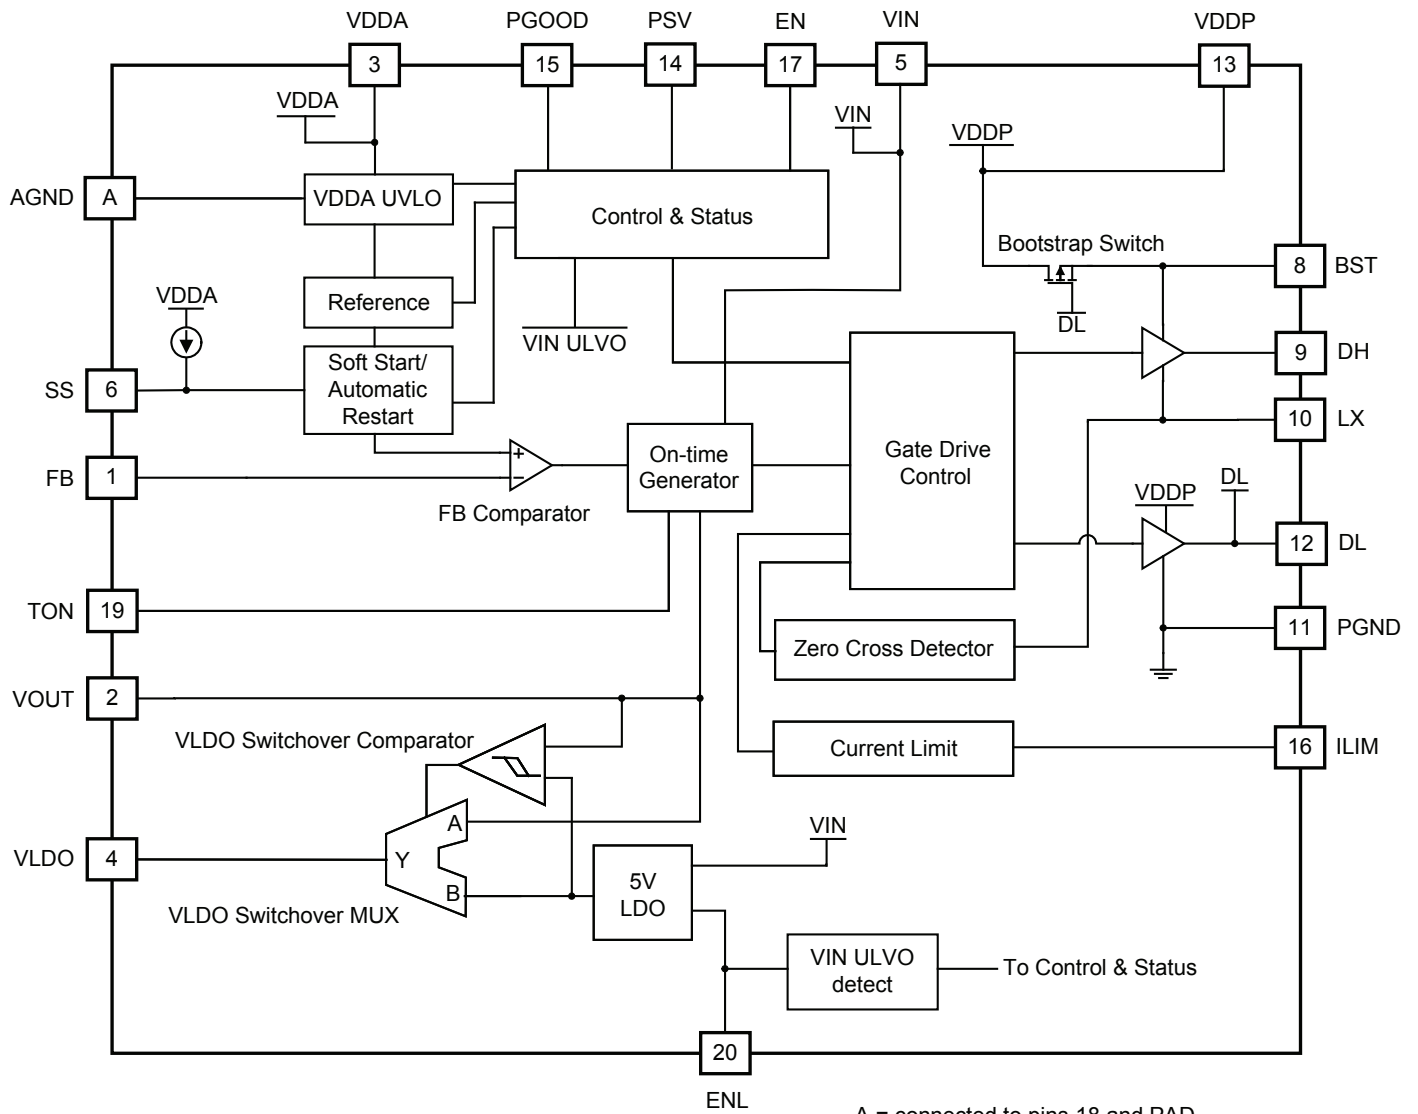 VDDA
PGOOD
PSV
EN
VIN
VDDP
3
15
14
17
5
13
VDDA
VIN
VDDP
AGND
A
VDDA UVLO
Control & Status
Bootstrap Switch
8
BST
VDDA
Reference
VIN ULVO
DL
SS
6
Soft Start/
Automatic
Restart
9
DH
10
LX
FB
1
+
−
FB Comparator
On-time
Generator
Gate Drive
Control
VDDP
DL
12
DL
TON
19
11
PGND
Zero Cross Detector
VOUT
2
VLDO Switchover Comparator
Current Limit
16
ILIM
A
VIN
VLDO
4
Y
B
5V
LDO
VLDO Switchover MUX
VIN ULVO
detect
To Control & Status
20
ENL
A = connected to pins 18 and PAD